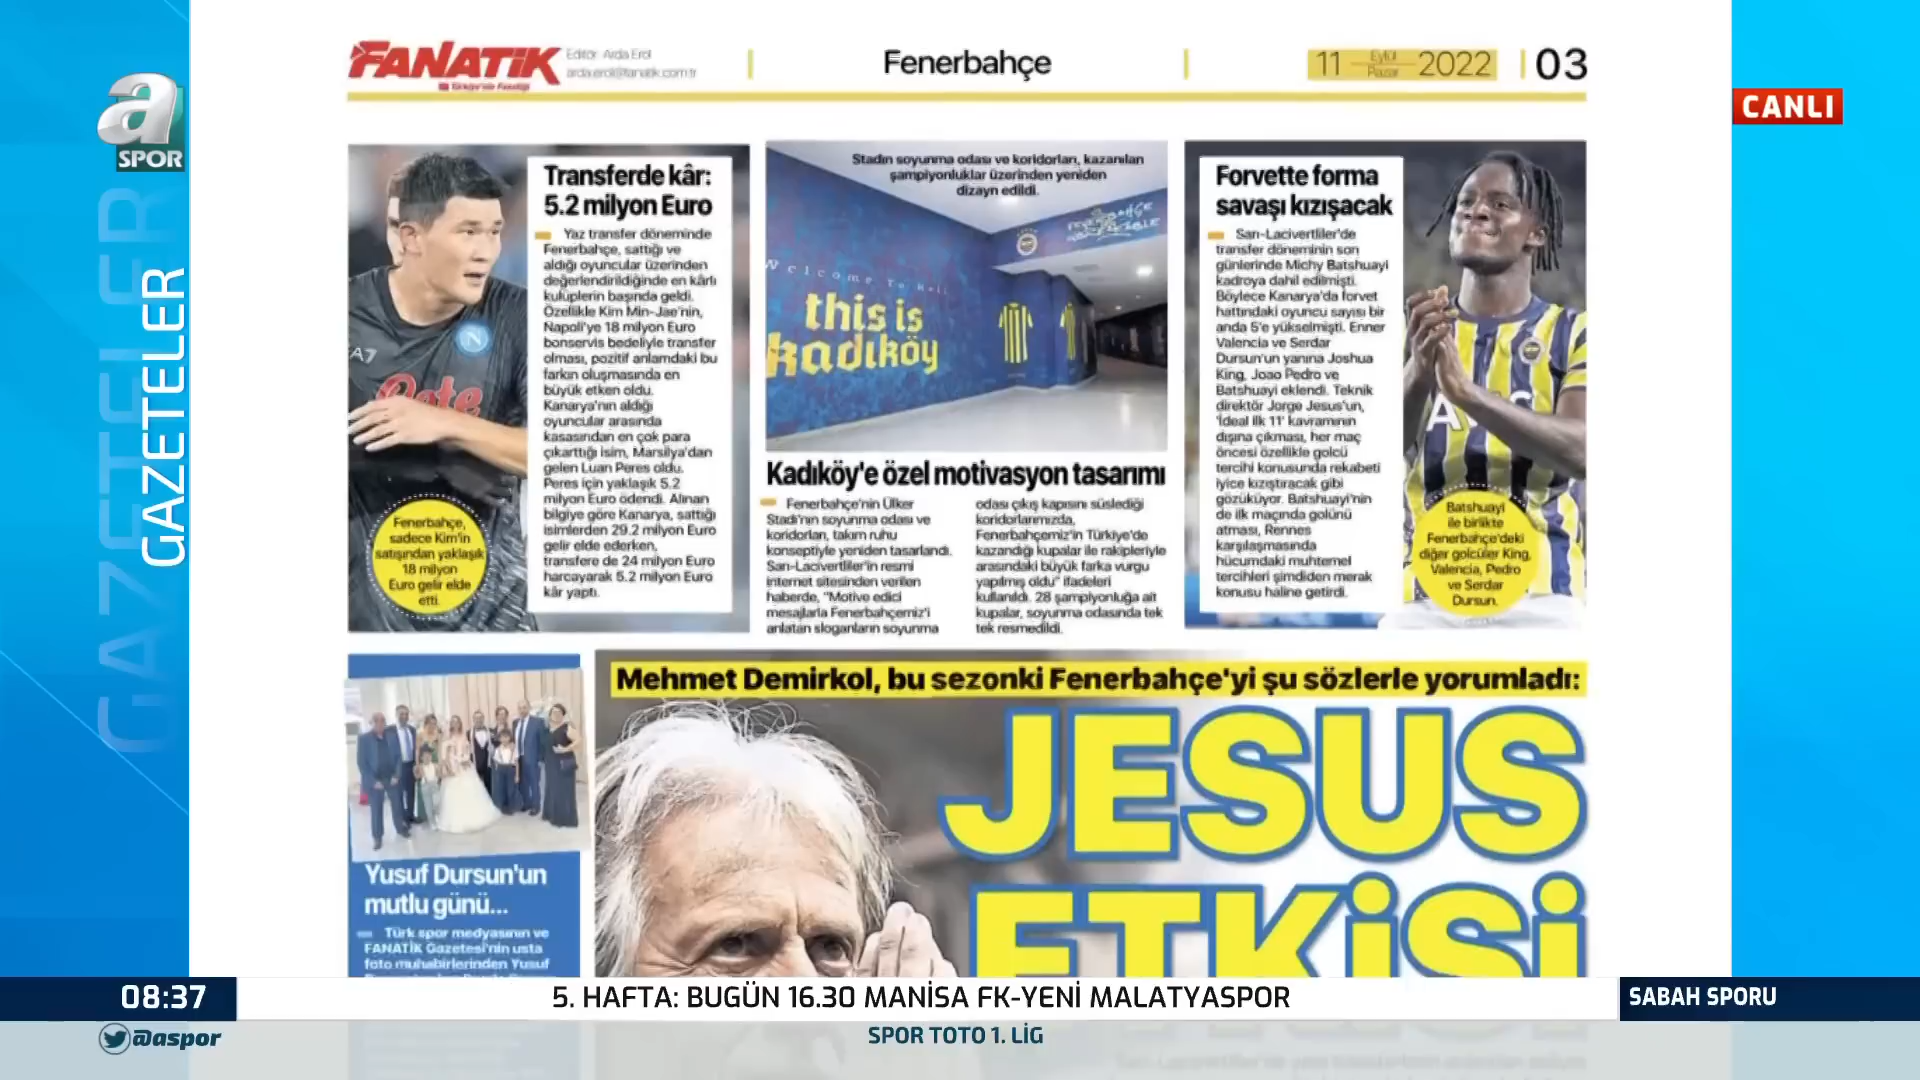 a
SPOR
GAZETELER
GAZETELER
CANLI
FANATİK
Türkiye'nin Fanatiği
Editör: Arda Erol
arda.erol@fanatik.com.tr
Fenerbahçe
11 Eylül Pazar 2022
03
Transferde kâr:
5.2 milyon Euro
Yaz transfer döneminde
Fenerbahçe, sattığı ve
aldığı oyuncular üzerinden
değerlendirildiğinde en kârlı
kulüplerin başında geldi.
Özellikle Kim Min-Jae'nin,
Napoli'ye 18 milyon Euro
bonservis bedeliyle transfer
olması, pozitif anlamdaki bu
farkın oluşmasında en
büyük etken oldu.
Kanarya'nın aldığı
oyuncular arasında
kasasından en çok para
çıkarttığı isim, Marsilya'dan
gelen Luan Peres oldu.
Peres için yaklaşık 5.2
milyon Euro ödendi. Alınan
bilgiye göre Kanarya, sattığı
isimlerden 29.2 milyon Euro
gelir elde ederken,
transfere de 24 milyon Euro
harcayarak 5.2 milyon Euro
kâr yaptı.
Fenerbahçe,
sadece Kim'in
satışından yaklaşık
18 milyon
Euro gelir elde
etti.
Stadın soyunma odası ve koridorları, kazanılan
şampiyonluklar üzerinden yeniden
dizayn edildi.
Welcome To Hell
this is
kadıköy
Kadıköy'e özel motivasyon tasarımı
Fenerbahçe'nin Ülker
Stadı'nın soyunma odası ve
koridorları, takım ruhu
konseptiyle yeniden tasarlandı.
Sarı-Lacivertliler'in resmi
internet sitesinden verilen
haberde, "Motive edici
mesajlarla Fenerbahçemiz'i
anlatan sloganların soyunma
odası çıkış kapısını süslediği
koridorlarımızda,
Fenerbahçemiz'in Türkiye'de
kazandığı kupalar ile rakipleriyle
arasındaki büyük farka vurgu
yapılmış oldu" ifadeleri
kullanıldı. 28 şampiyonluğa ait
kupalar, soyunma odasında tek
tek resmedildi.
Forvette forma
savaşı kızışacak
Sarı-Lacivertliler'de
transfer döneminin son
günlerinde Michy Batshuayi
kadroya dahil edilmişti.
Böylece Kanarya'da forvet
hattındaki oyuncu sayısı bir
anda 5'e yükselmişti. Enner
Valencia ve Serdar
Dursun'un yanına Joshua
King, Joao Pedro ve
Batshuayi eklendi. Teknik
direktör Jorge Jesus'un,
'İdeal ilk 11' kavramının
dışına çıkması, her maç
öncesi özellikle golcü
tercihi konusunda rekabeti
iyice kızıştıracak gibi
gözüküyor. Batshuayi'nin
de ilk maçında golünü
atması, Rennes
karşılaşmasında
hücumdaki muhtemel
tercihleri şimdiden merak
konusu haline getirdi.
Batshuayi
ile birlikte
Fenerbahçe'deki
diğer golcüler King,
Valencia, Pedro
ve Serdar
Dursun.
Mehmet Demirkol, bu sezonki Fenerbahçe'yi şu sözlerle yorumladı:
JESUS
ETKİSİ
Yusuf Dursun'un
mutlu günü...
Türk spor medyasının ve
FANATİK Gazetesi'nin usta
foto muhabirlerinden Yusuf
08:37
5. HAFTA: BUGÜN 16.30 MANİSA FK-YENİ MALATYASPOR
SABAH SPORU
@aspor
SPOR TOTO 1. LİG